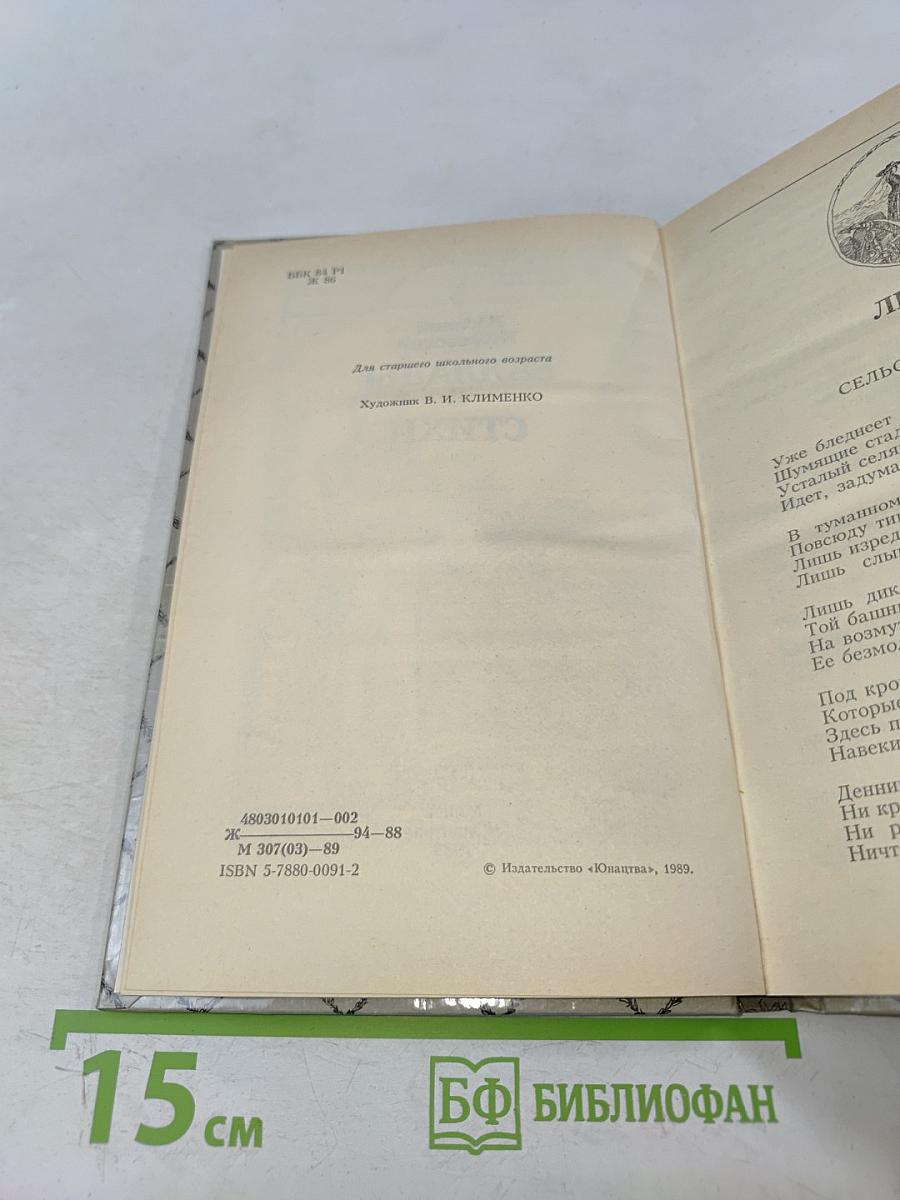 ББК 84 Р1
Ж 86
Для старшего школьного возраста
Художник В. И. КЛИМЕНКО
СТИХИ
4803010101—002
Ж————94—88
М 307(03)—89
ISBN 5-7880-0091-2
© Издательство «Юнацтва», 1989.
СЕЛЬС
Уже бледнеет
Шумящие стад
Усталый селя
Идет, задума
В туманном
Повсюду ти
Лишь изред
Лишь слы
Лишь дик
Той башн
На возму
Ее безмол
Под кро
Которые
Здесь п
Навеки
Денни
Ни кр
Ни р
Ничт
15 см
БФ БИБЛИОФАН